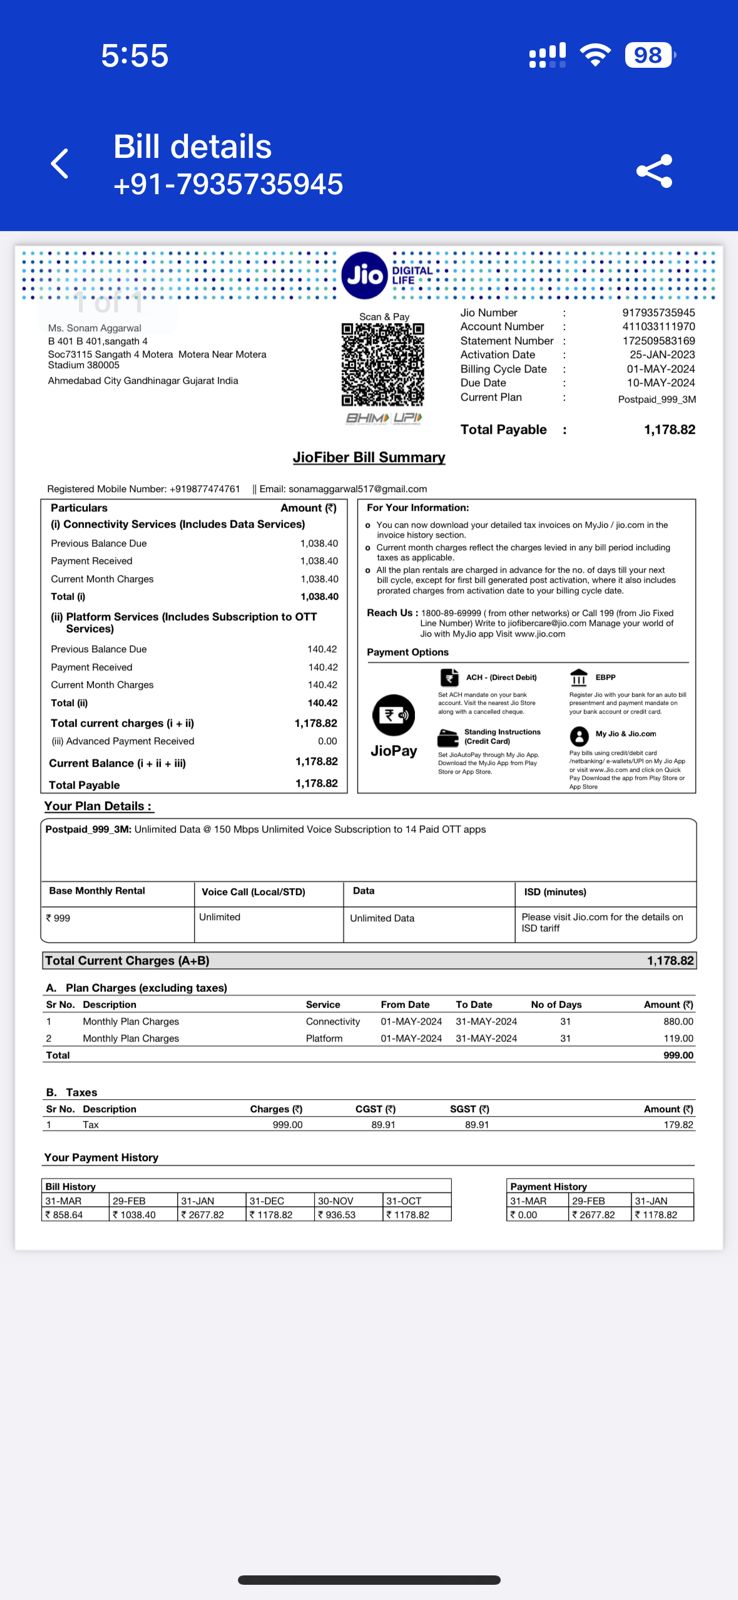 5:55
98
Bill details
+91-7935735945
Jio DIGITAL LIFE
1 of 1
Ms. Sonam Aggarwal
B 401 B 401,sangath 4
Soc73115 Sangath 4 Motera Motera Near Motera
Stadium 380005
Ahmedabad City Gandhinagar Gujarat India
Scan & Pay
BHIM UPI
Jio Number : 917935735945
Account Number : 411033111970
Statement Number : 172509583169
Activation Date : 25-JAN-2023
Billing Cycle Date : 01-MAY-2024
Due Date : 10-MAY-2024
Current Plan : Postpaid_999_3M
Total Payable : 1,178.82
JioFiber Bill Summary
Registered Mobile Number: +919877474761 || Email: sonamaggarwal517@gmail.com
Particulars Amount (₹)
(i) Connectivity Services (Includes Data Services)
Previous Balance Due 1,038.40
Payment Received 1,038.40
Current Month Charges 1,038.40
Total (i) 1,038.40
(ii) Platform Services (Includes Subscription to OTT
Services)
Previous Balance Due 140.42
Payment Received 140.42
Current Month Charges 140.42
Total (ii) 140.42
Total current charges (i + ii) 1,178.82
(iii) Advanced Payment Received 0.00
Current Balance (i + ii + iii) 1,178.82
Total Payable 1,178.82
For Your Information:
o You can now download your detailed tax invoices on MyJio / jio.com in the
invoice history section.
o Current month charges reflect the charges levied in any bill period including
taxes as applicable.
o All the plan rentals are charged in advance for the no. of days till your next
bill cycle, except for first bill generated post activation, where it also includes
prorated charges from activation date to your billing cycle date.
Reach Us : 1800-89-69999 ( from other networks) or Call 199 (from Jio Fixed
Line Number) Write to jiofibercare@jio.com Manage your world of
Jio with MyJio app Visit www.jio.com
Payment Options
JioPay
ACH - (Direct Debit)
Set ACH mandate on your bank
account. Visit the nearest Jio Store
along with a cancelled cheque.
EBPP
Register Jio with your bank for an auto bill
presentment and payment mandate on
your bank account or credit card.
Standing Instructions
(Credit Card)
Set JioAutoPay through My Jio App.
Download the MyJio App from Play
Store or App Store.
My Jio & Jio.com
Pay bills using credit/debit card
/netbanking/ e-wallets/UPI on My Jio App
or visit www.Jio.com and click on Quick
Pay Download the app from Play Store or
App Store
Your Plan Details :
Postpaid_999_3M: Unlimited Data @ 150 Mbps Unlimited Voice Subscription to 14 Paid OTT apps
Base Monthly Rental Voice Call (Local/STD) Data ISD (minutes)
₹ 999 Unlimited Unlimited Data Please visit Jio.com for the details on
ISD tariff
Total Current Charges (A+B) 1,178.82
A. Plan Charges (excluding taxes)
Sr No. Description Service From Date To Date No of Days Amount (₹)
1 Monthly Plan Charges Connectivity 01-MAY-2024 31-MAY-2024 31 880.00
2 Monthly Plan Charges Platform 01-MAY-2024 31-MAY-2024 31 119.00
Total 999.00
B. Taxes
Sr No. Description Charges (₹) CGST (₹) SGST (₹) Amount (₹)
1 Tax 999.00 89.91 89.91 179.82
Your Payment History
Bill History
31-MAR 29-FEB 31-JAN 31-DEC 30-NOV 31-OCT
₹ 858.64 ₹ 1038.40 ₹ 2677.82 ₹ 1178.82 ₹ 936.53 ₹ 1178.82
Payment History
31-MAR 29-FEB 31-JAN
₹ 0.00 ₹ 2677.82 ₹ 1178.82